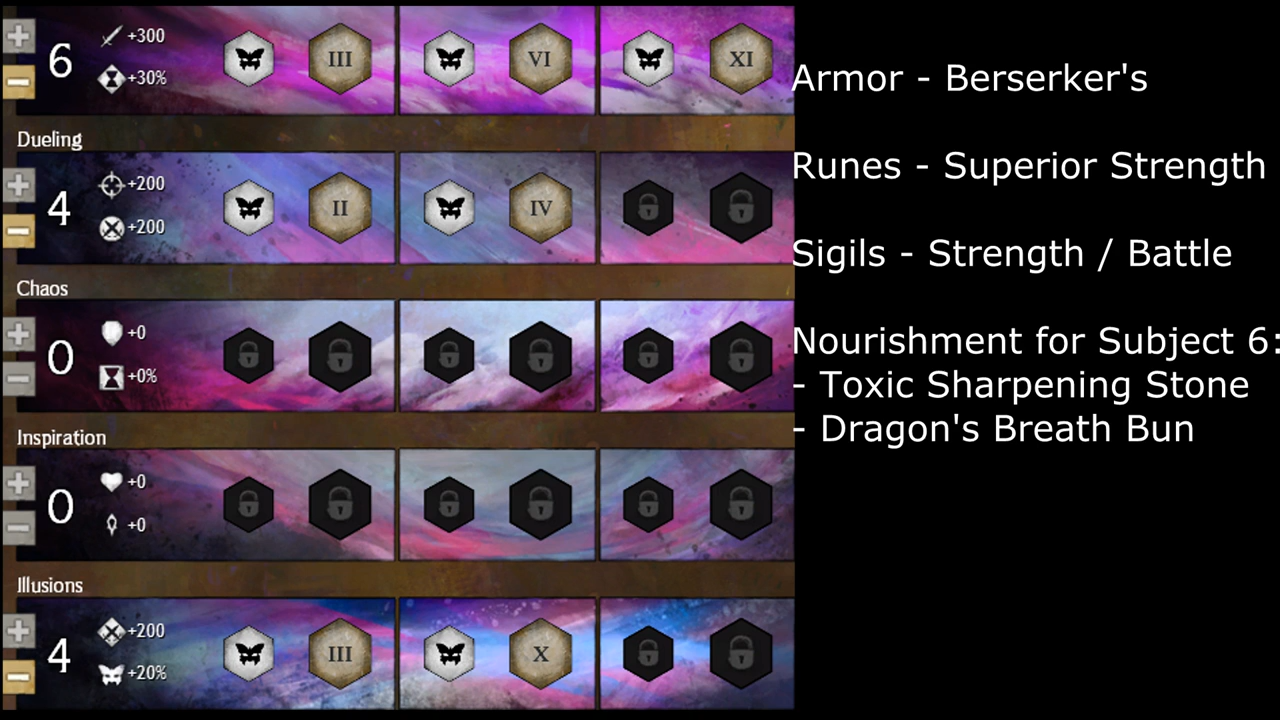 6
+300
+30%
III
VI
XI
Armor - Berserker's
Dueling
4
+200
+200
II
IV
Runes - Superior Strength
Sigils - Strength / Battle
Chaos
0
+0
+0%
Nourishment for Subject 6:
- Toxic Sharpening Stone
- Dragon's Breath Bun
Inspiration
0
+0
+0
Illusions
4
+200
+20%
III
X